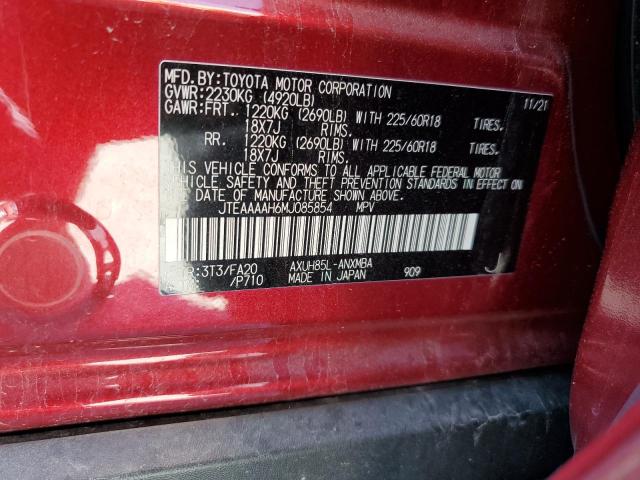 MFD.BY:TOYOTA MOTOR CORPORATION 11/21
GVWR:2230KG (4920LB)
GAWR:FRT. 1220KG (2690LB) WITH 225/60R18 TIRES.
18X7J RIMS.
RR. 1220KG (2690LB) WITH 225/60R18 TIRES.
18X7J RIMS.
THIS VEHICLE CONFORMS TO ALL APPLICABLE FEDERAL MOTOR
VEHICLE SAFETY AND THEFT PREVENTION STANDARDS IN EFFECT ON
THE DATE OF MANUFACTURE SHOWN ABOVE.
JTEAAAAH6MJ085854 MPV
:3T3/FA20 AXUH85L-ANXMBA J
/P710 MADE IN JAPAN 909